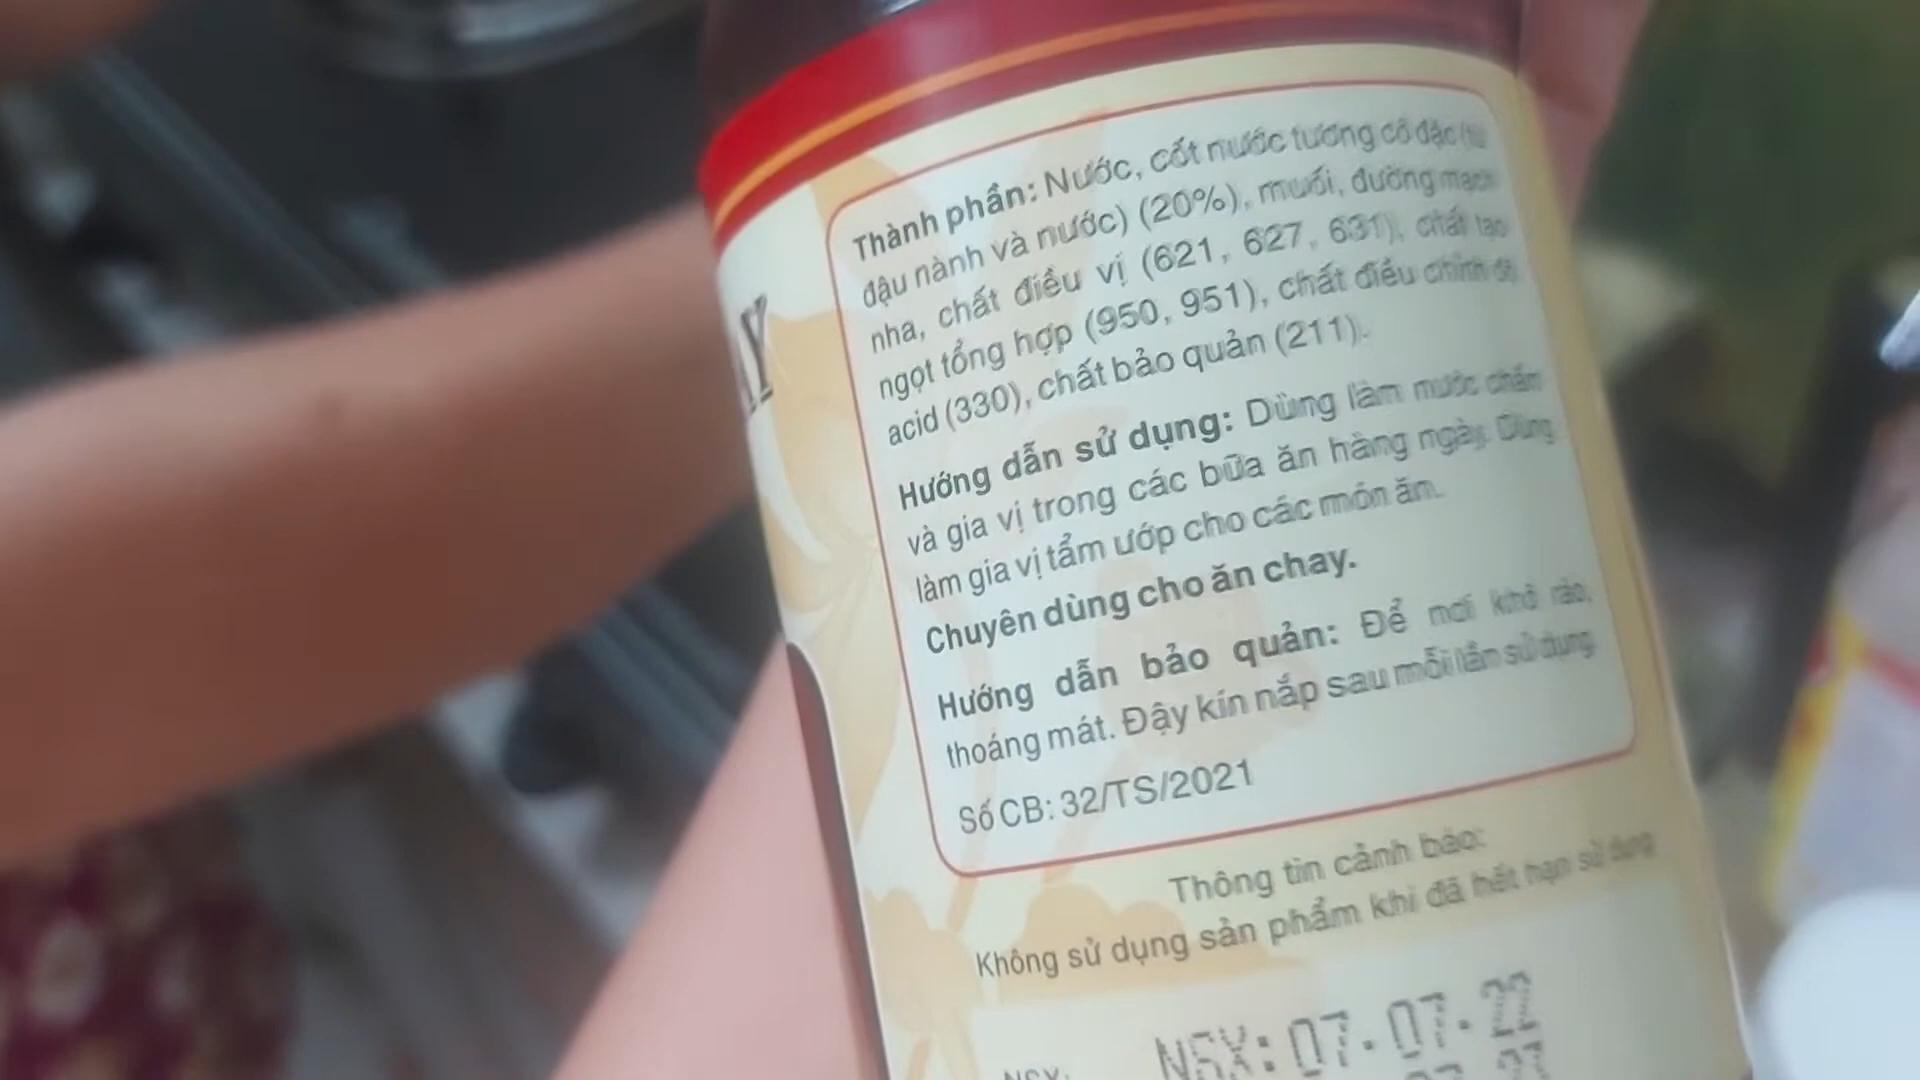 AY
Thành phần: Nước, cốt nước tương cô đặc (từ
đậu nành và nước) (20%), muối, đường mạch
nha, chất điều vị (621, 627, 631), chất tạo
ngọt tổng hợp (950, 951), chất điều chỉnh độ
acid (330), chất bảo quản (211).
Hướng dẫn sử dụng: Dùng làm nước chấm
và gia vị trong các bữa ăn hàng ngày. Dùng
làm gia vị tẩm ướp cho các món ăn.
Chuyên dùng cho ăn chay.
Hướng dẫn bảo quản: Để nơi khô ráo,
thoáng mát. Đậy kín nắp sau mỗi lần sử dụng.
Số CB: 32/TS/2021
Thông tin cảnh báo:
Không sử dụng sản phẩm khi đã hết hạn sử dụng
NSX: NSX: 07.07.22